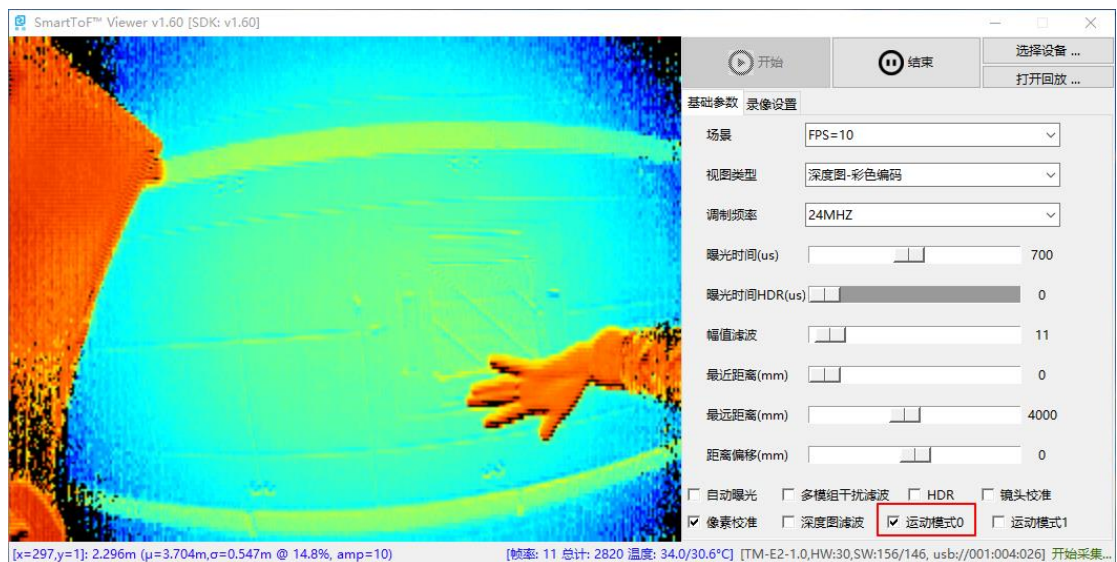 SmartToF™ Viewer v1.60 [SDK: v1.60]
开始
结束
选择设备 ...
打开回放 ...
基础参数 录像设置
场景 FPS=10
视图类型 深度图-彩色编码
调制频率 24MHZ
曝光时间(us) 700
曝光时间HDR(us) 0
幅值滤波 11
最近距离(mm) 0
最远距离(mm) 4000
距离偏移(mm) 0
自动曝光 多模组干扰滤波 HDR 镜头校准
像素校准 深度图滤波 运动模式0 运动模式1
[x=297,y=1]: 2.296m (μ=3.704m,σ=0.547m @ 14.8%, amp=10) [帧率: 11 总计: 2820 温度: 34.0/30.6°C] [TM-E2-1.0,HW:30,SW:156/146, usb://001:004:026] 开始采集...